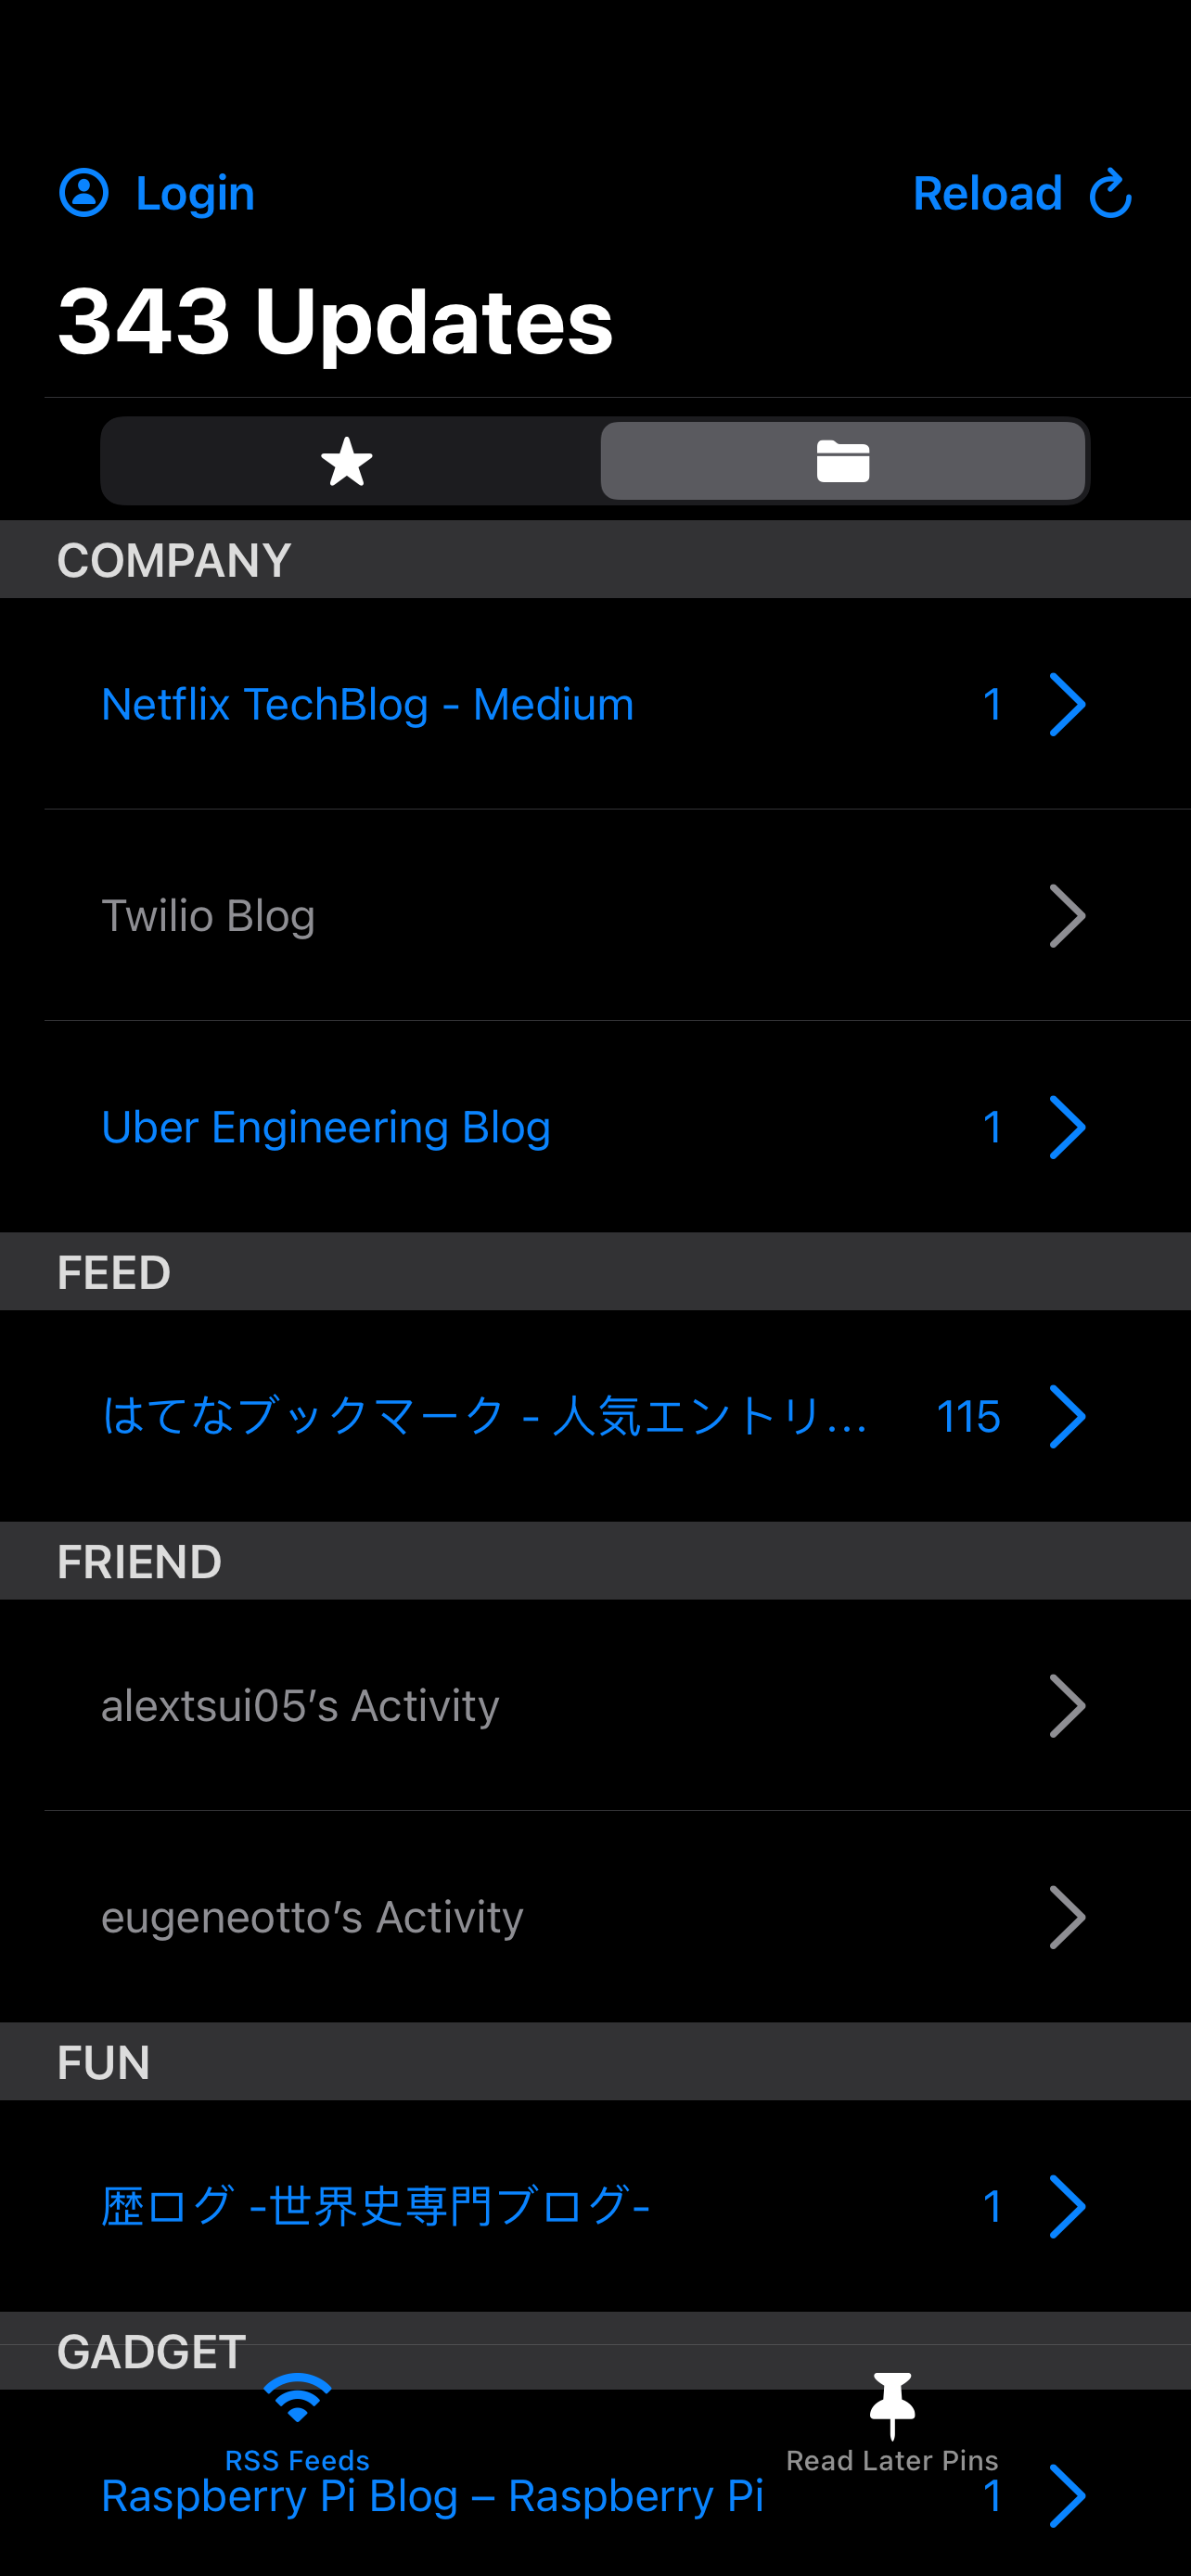 Login
Reload
343 Updates
COMPANY
Netflix TechBlog - Medium 1
Twilio Blog
Uber Engineering Blog 1
FEED
はてなブックマーク - 人気エントリ... 115
FRIEND
alextsui05’s Activity
eugeneotto’s Activity
FUN
歴ログ -世界史専門ブログ- 1
GADGET
RSS Feeds
Read Later Pins
Raspberry Pi Blog – Raspberry Pi 1